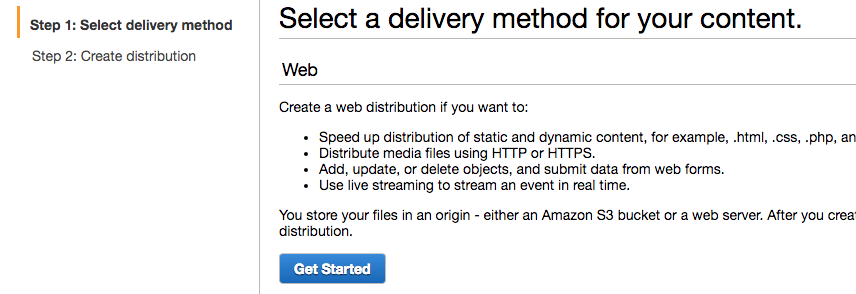 Step 1: Select delivery method
Step 2: Create distribution
Select a delivery method for your content.
Web
Create a web distribution if you want to:
• Speed up distribution of static and dynamic content, for example, .html, .css, .php, an
• Distribute media files using HTTP or HTTPS.
• Add, update, or delete objects, and submit data from web forms.
• Use live streaming to stream an event in real time.
You store your files in an origin - either an Amazon S3 bucket or a web server. After you crea
distribution.
Get Started